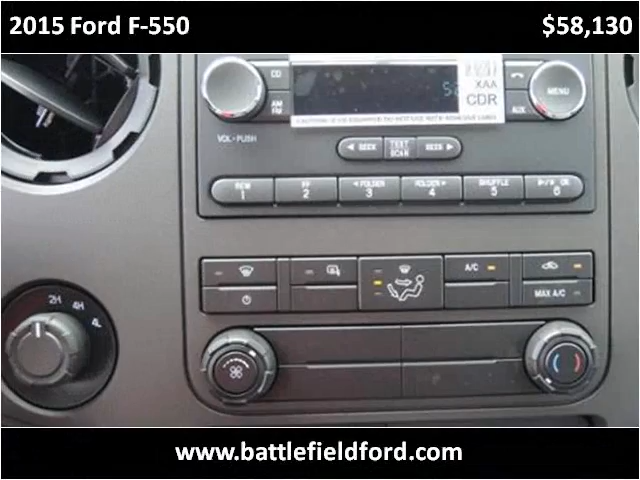 2015 Ford F-550 $58,130
CD
XAA
CDR
MENU
AM
FM
AUX
VOL - PUSH
◄ SEEK TEXT SCAN SEEK ►
REW 1 FF 2 ◄ FOLDER 3 FOLDER ► 4 SHUFFLE 5 6
A/C
MAX A/C
2H 4H 4L
www.battlefieldford.com